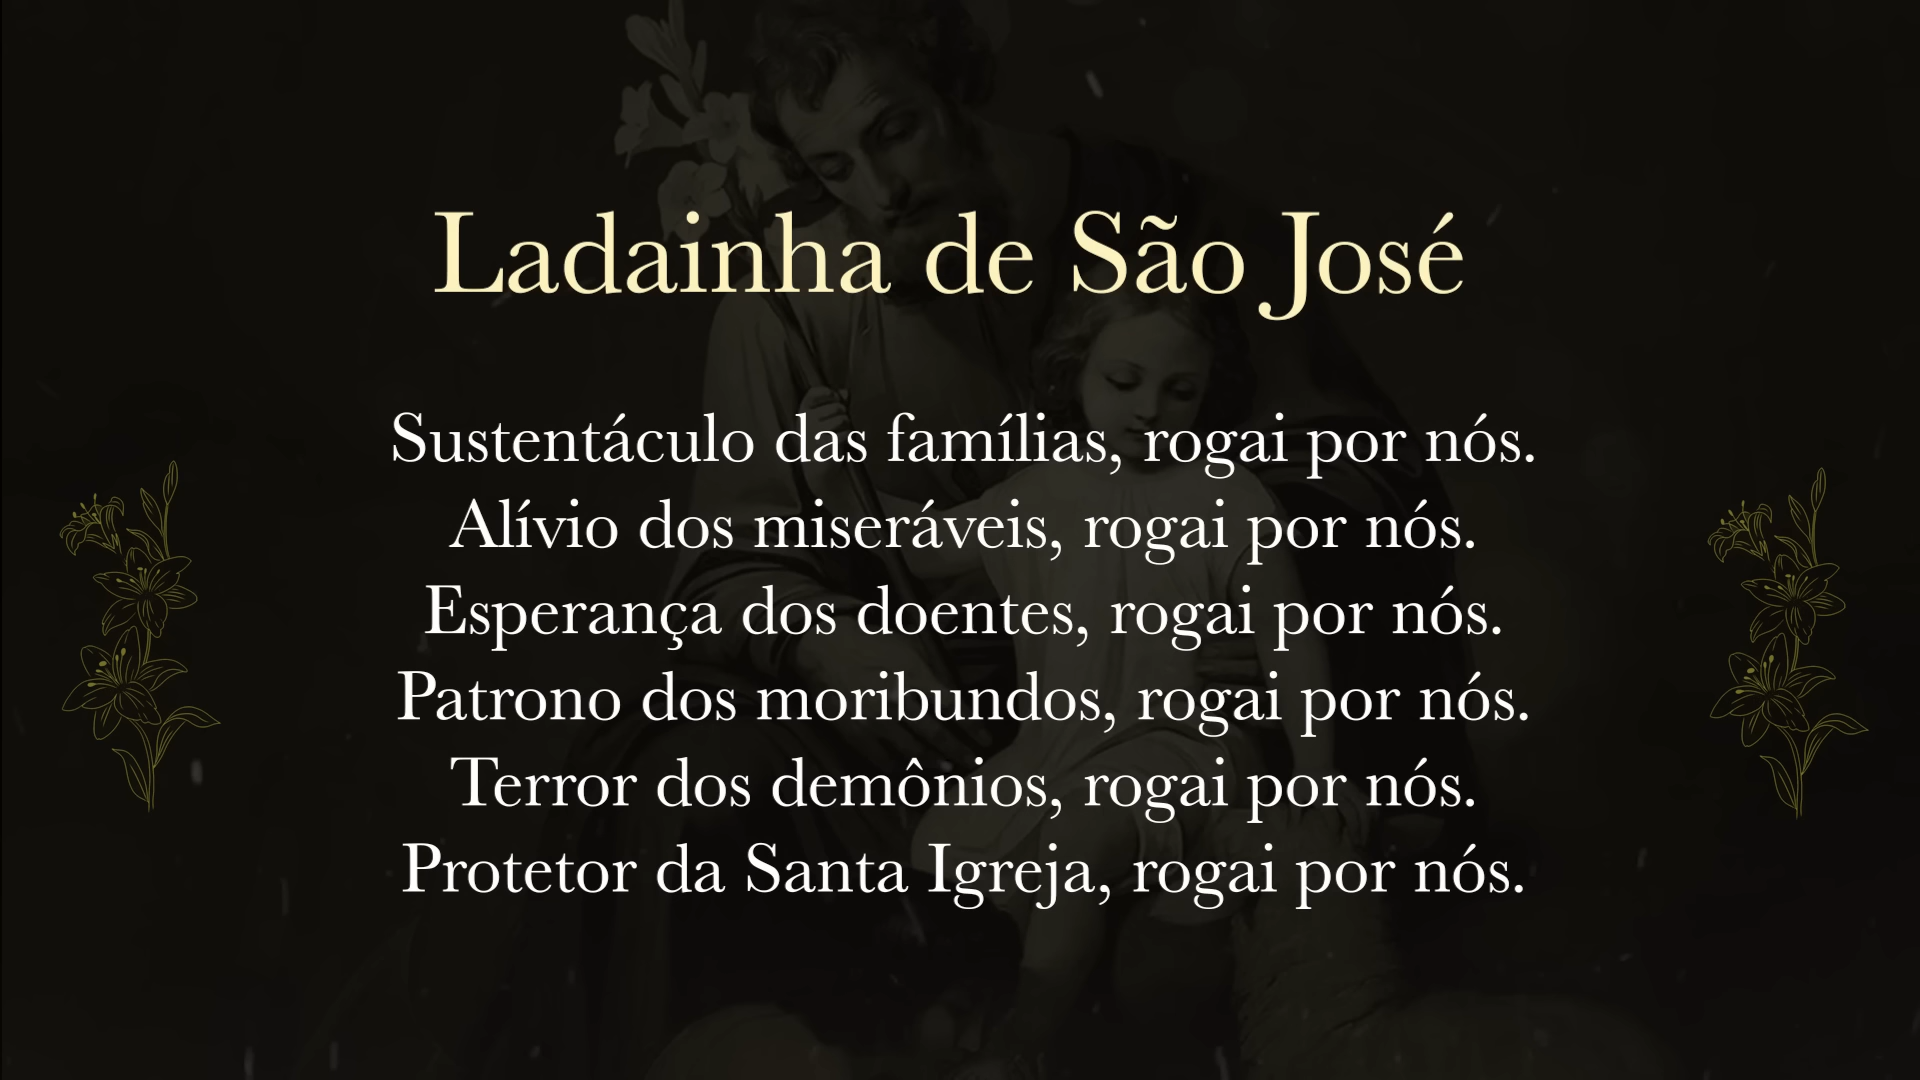 Ladainha de São José
Sustentáculo das famílias, rogai por nós.
Alívio dos miseráveis, rogai por nós.
Esperança dos doentes, rogai por nós.
Patrono dos moribundos, rogai por nós.
Terror dos demônios, rogai por nós.
Protetor da Santa Igreja, rogai por nós.